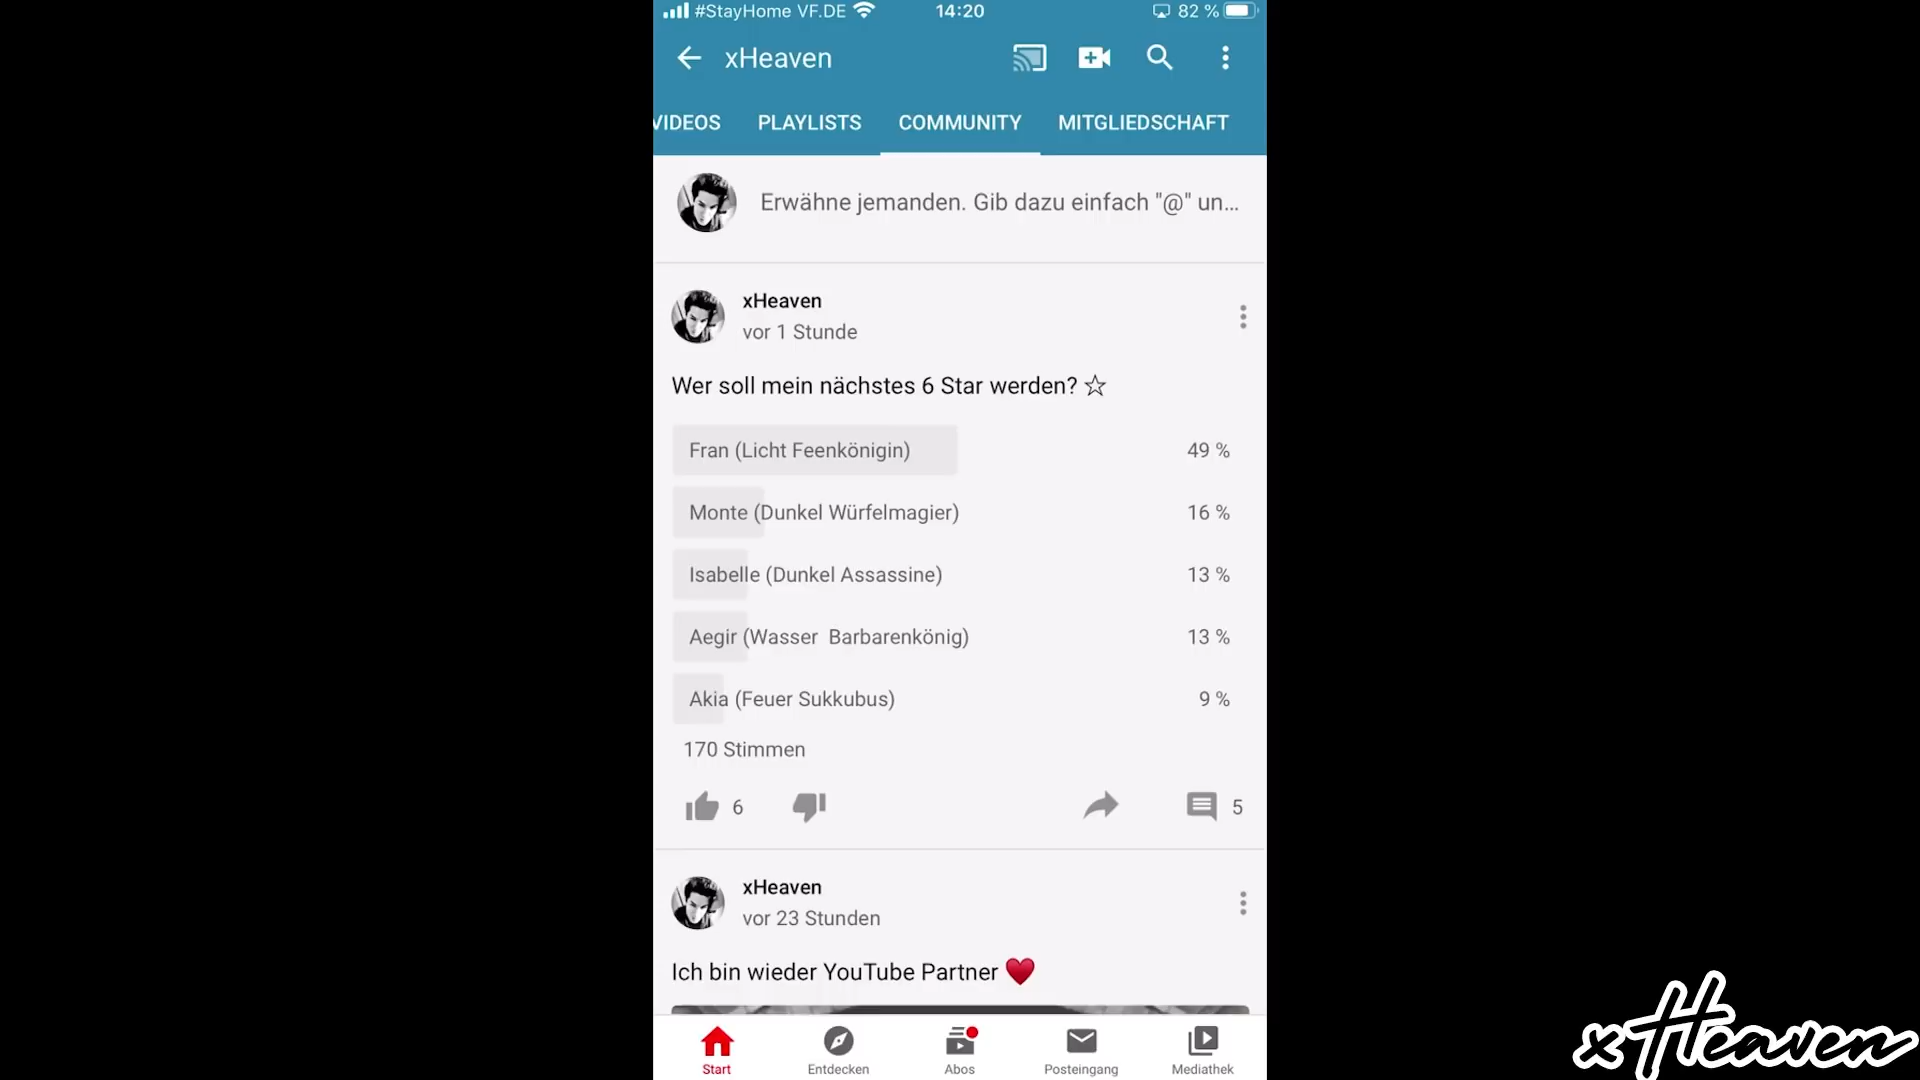 #StayHome VF.DE 14:20 82 %
xHeaven
VIDEOS PLAYLISTS COMMUNITY MITGLIEDSCHAFT
Erwähne jemanden. Gib dazu einfach "@" un...
xHeaven
vor 1 Stunde
Wer soll mein nächstes 6 Star werden? ☆
Fran (Licht Feenkönigin) 49 %
Monte (Dunkel Würfelmagier) 16 %
Isabelle (Dunkel Assassine) 13 %
Aegir (Wasser  Barbarenkönig) 13 %
Akia (Feuer Sukkubus) 9 %
170 Stimmen
6 5
xHeaven
vor 23 Stunden
Ich bin wieder YouTube Partner ♥
Start Entdecken Abos Posteingang Mediathek
xHeaven